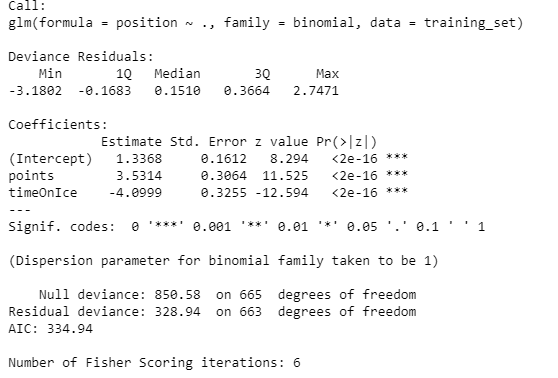 Call:
glm(formula = position ~ ., family = binomial, data = training_set)
Deviance Residuals:
Min 1Q Median 3Q Max
-3.1802 -0.1683 0.1510 0.3664 2.7471
Coefficients:
Estimate Std. Error z value Pr(>|z|)
(Intercept) 1.3368 0.1612 8.294 <2e-16 ***
points 3.5314 0.3064 11.525 <2e-16 ***
timeOnIce -4.0999 0.3255 -12.594 <2e-16 ***
---
Signif. codes: 0 '***' 0.001 '**' 0.01 '*' 0.05 '.' 0.1 ' ' 1
(Dispersion parameter for binomial family taken to be 1)
Null deviance: 850.58 on 665 degrees of freedom
Residual deviance: 328.94 on 663 degrees of freedom
AIC: 334.94
Number of Fisher Scoring iterations: 6